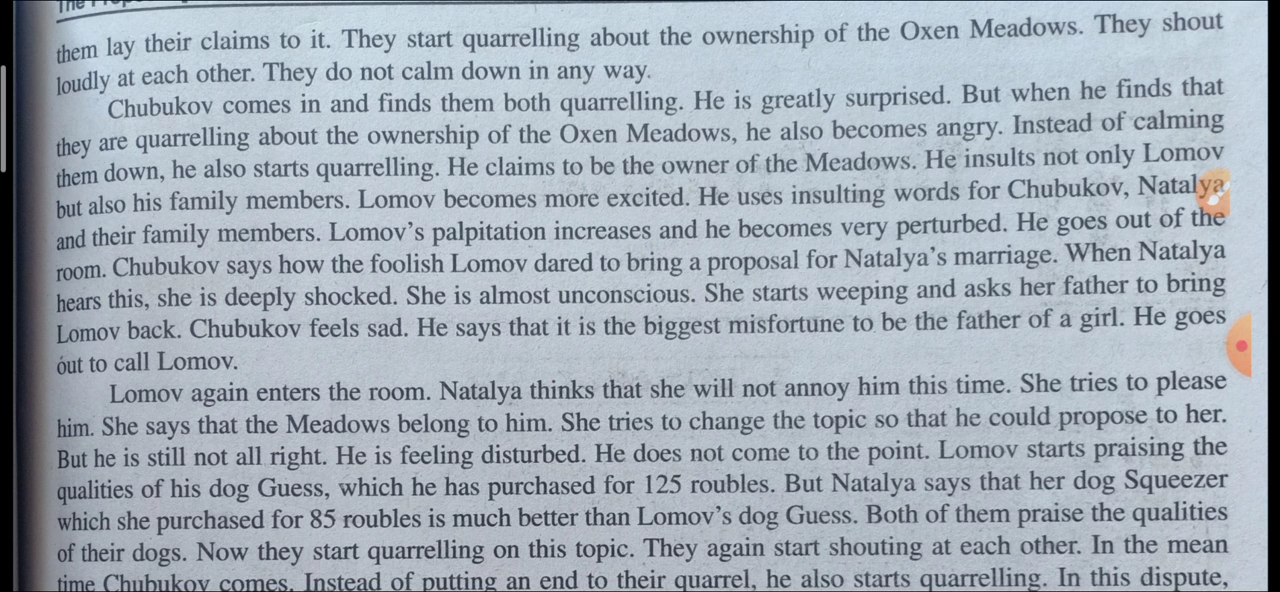 The
them lay their claims to it. They start quarrelling about the ownership of the Oxen Meadows. They shout
loudly at each other. They do not calm down in any way.
Chubukov comes in and finds them both quarrelling. He is greatly surprised. But when he finds that
they are quarrelling about the ownership of the Oxen Meadows, he also becomes angry. Instead of calming
them down, he also starts quarrelling. He claims to be the owner of the Meadows. He insults not only Lomov
but also his family members. Lomov becomes more excited. He uses insulting words for Chubukov, Natalya
and their family members. Lomov's palpitation increases and he becomes very perturbed. He goes out of the
room. Chubukov says how the foolish Lomov dared to bring a proposal for Natalya's marriage. When Natalya
hears this, she is deeply shocked. She is almost unconscious. She starts weeping and asks her father to bring
Lomov back. Chubukov feels sad. He says that it is the biggest misfortune to be the father of a girl. He goes
out to call Lomov.
Lomov again enters the room. Natalya thinks that she will not annoy him this time. She tries to please
him. She says that the Meadows belong to him. She tries to change the topic so that he could propose to her.
But he is still not all right. He is feeling disturbed. He does not come to the point. Lomov starts praising the
qualities of his dog Guess, which he has purchased for 125 roubles. But Natalya says that her dog Squeezer
which she purchased for 85 roubles is much better than Lomov's dog Guess. Both of them praise the qualities
of their dogs. Now they start quarrelling on this topic. They again start shouting at each other. In the mean
time Chubukov comes. Instead of putting an end to their quarrel, he also starts quarrelling. In this dispute,